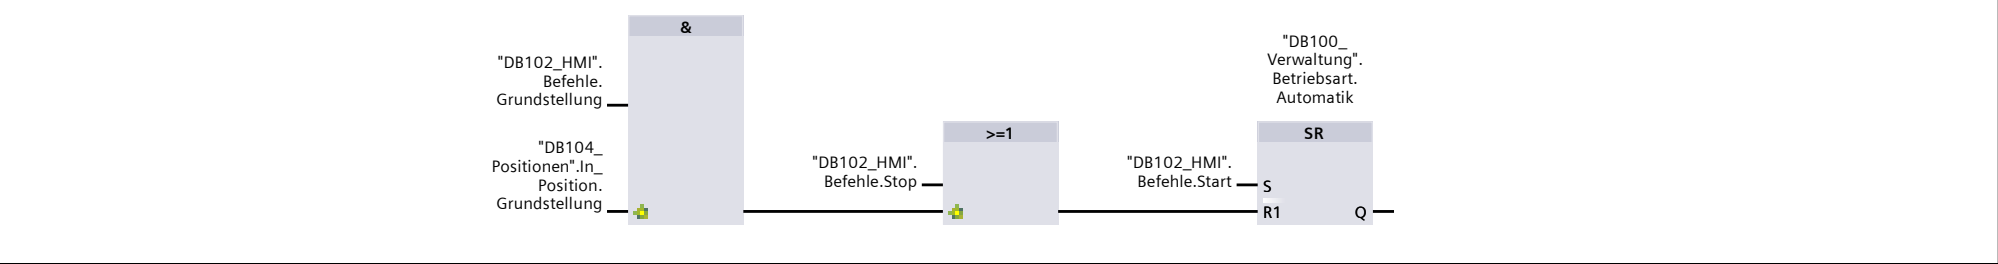 &
"DB102_HMI".
Befehle.
Grundstellung
"DB104_
Positionen".In_
Position.
Grundstellung
>=1
"DB102_HMI".
Befehle.Stop
"DB100_
Verwaltung".
Betriebsart.
Automatik
SR
"DB102_HMI".
Befehle.Start
S
R1
Q